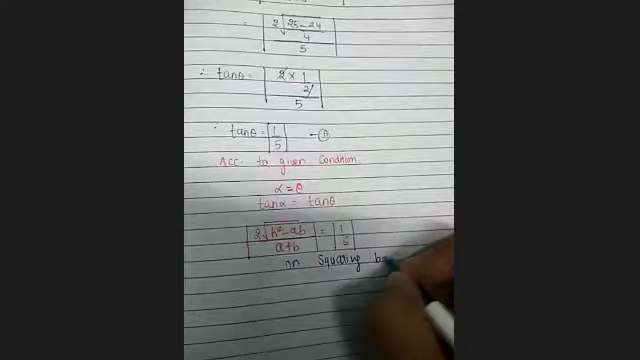 = |2√(25-24)/4 / 5|
∴ tanθ = |2 × 1/2 / 5|
∴ tanθ = |1/5| —①
Acc. to given Condition
α = θ
tanα = tanθ
|2√h²-ab / a+b| = |1/5|
on Squaring bo